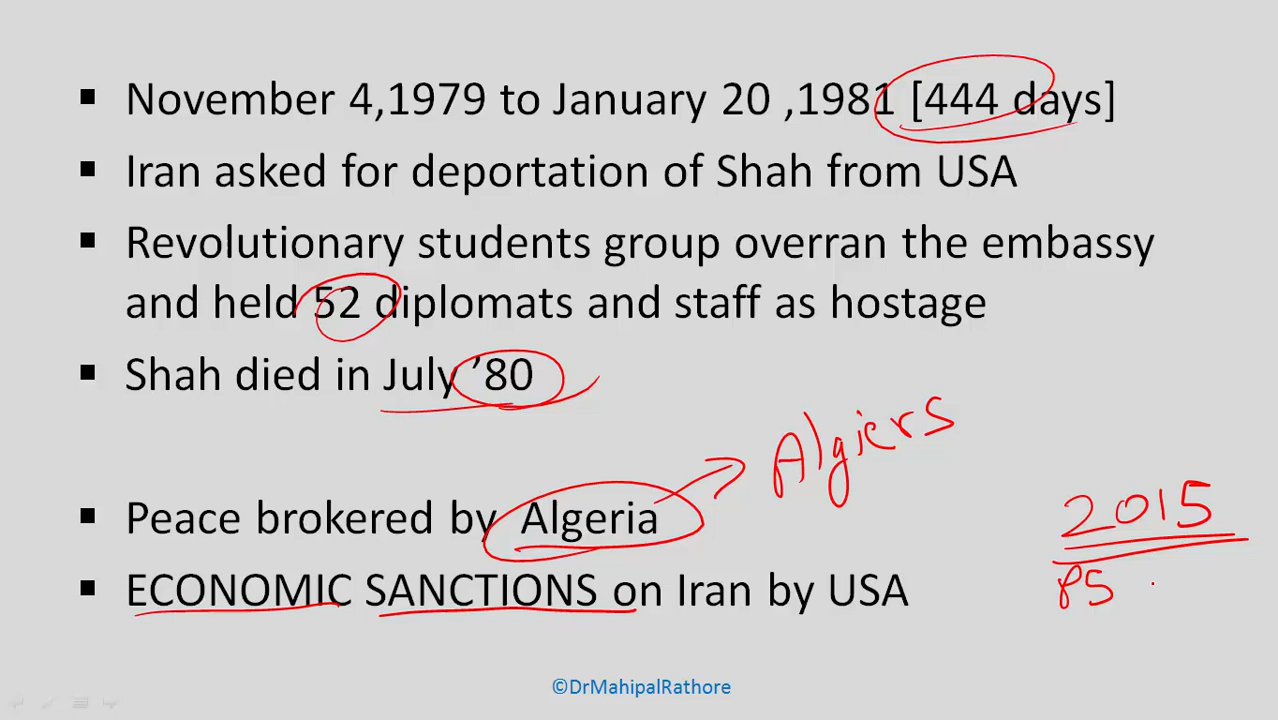 ▪ November 4,1979 to January 20 ,1981 [444 days]
▪ Iran asked for deportation of Shah from USA
▪ Revolutionary students group overran the embassy
and held 52 diplomats and staff as hostage
▪ Shah died in July ’80
Algiers
▪ Peace brokered by Algeria
2015
▪ ECONOMIC SANCTIONS on Iran by USA
©DrMahipalRathore